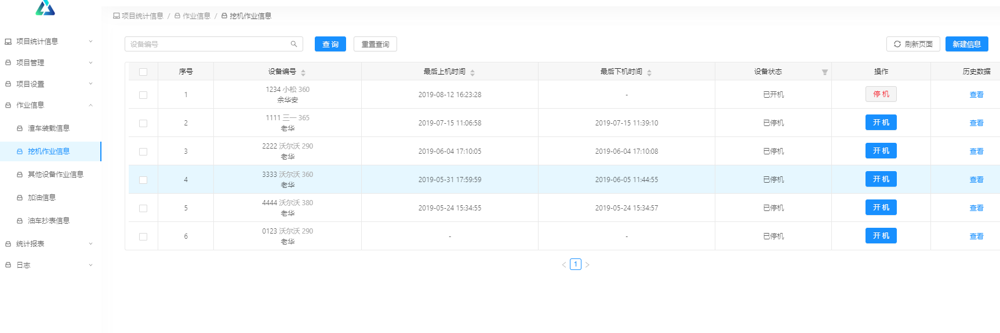 项目统计信息 / 作业信息 / 挖机作业信息
项目统计信息
项目管理
项目设置
作业信息
渣车装载信息
挖机作业信息
其他设备作业信息
加油信息
油车抄表信息
统计报表
日志
设备编号 查 询 重置查询 刷新页面 新建信息
序号 设备编号 最后上机时间 最后下机时间 设备状态 操作 历史数据
1 1234 小松 360 2019-08-12 16:23:28 - 已开机 停 机 查看
余华安
2 1111 三一 365 2019-07-15 11:06:58 2019-07-15 11:39:10 已停机 开 机 查看
老华
3 2222 沃尔沃 290 2019-06-04 17:10:05 2019-06-04 17:10:08 已停机 开 机 查看
老华
4 3333 沃尔沃 360 2019-05-31 17:59:59 2019-06-05 11:44:55 已停机 开 机 查看
老华
5 4444 沃尔沃 380 2019-05-24 15:34:55 2019-05-24 15:34:57 已停机 开 机 查看
老华
6 0123 沃尔沃 290 - - 已停机 开 机 查看
老华
< 1 >